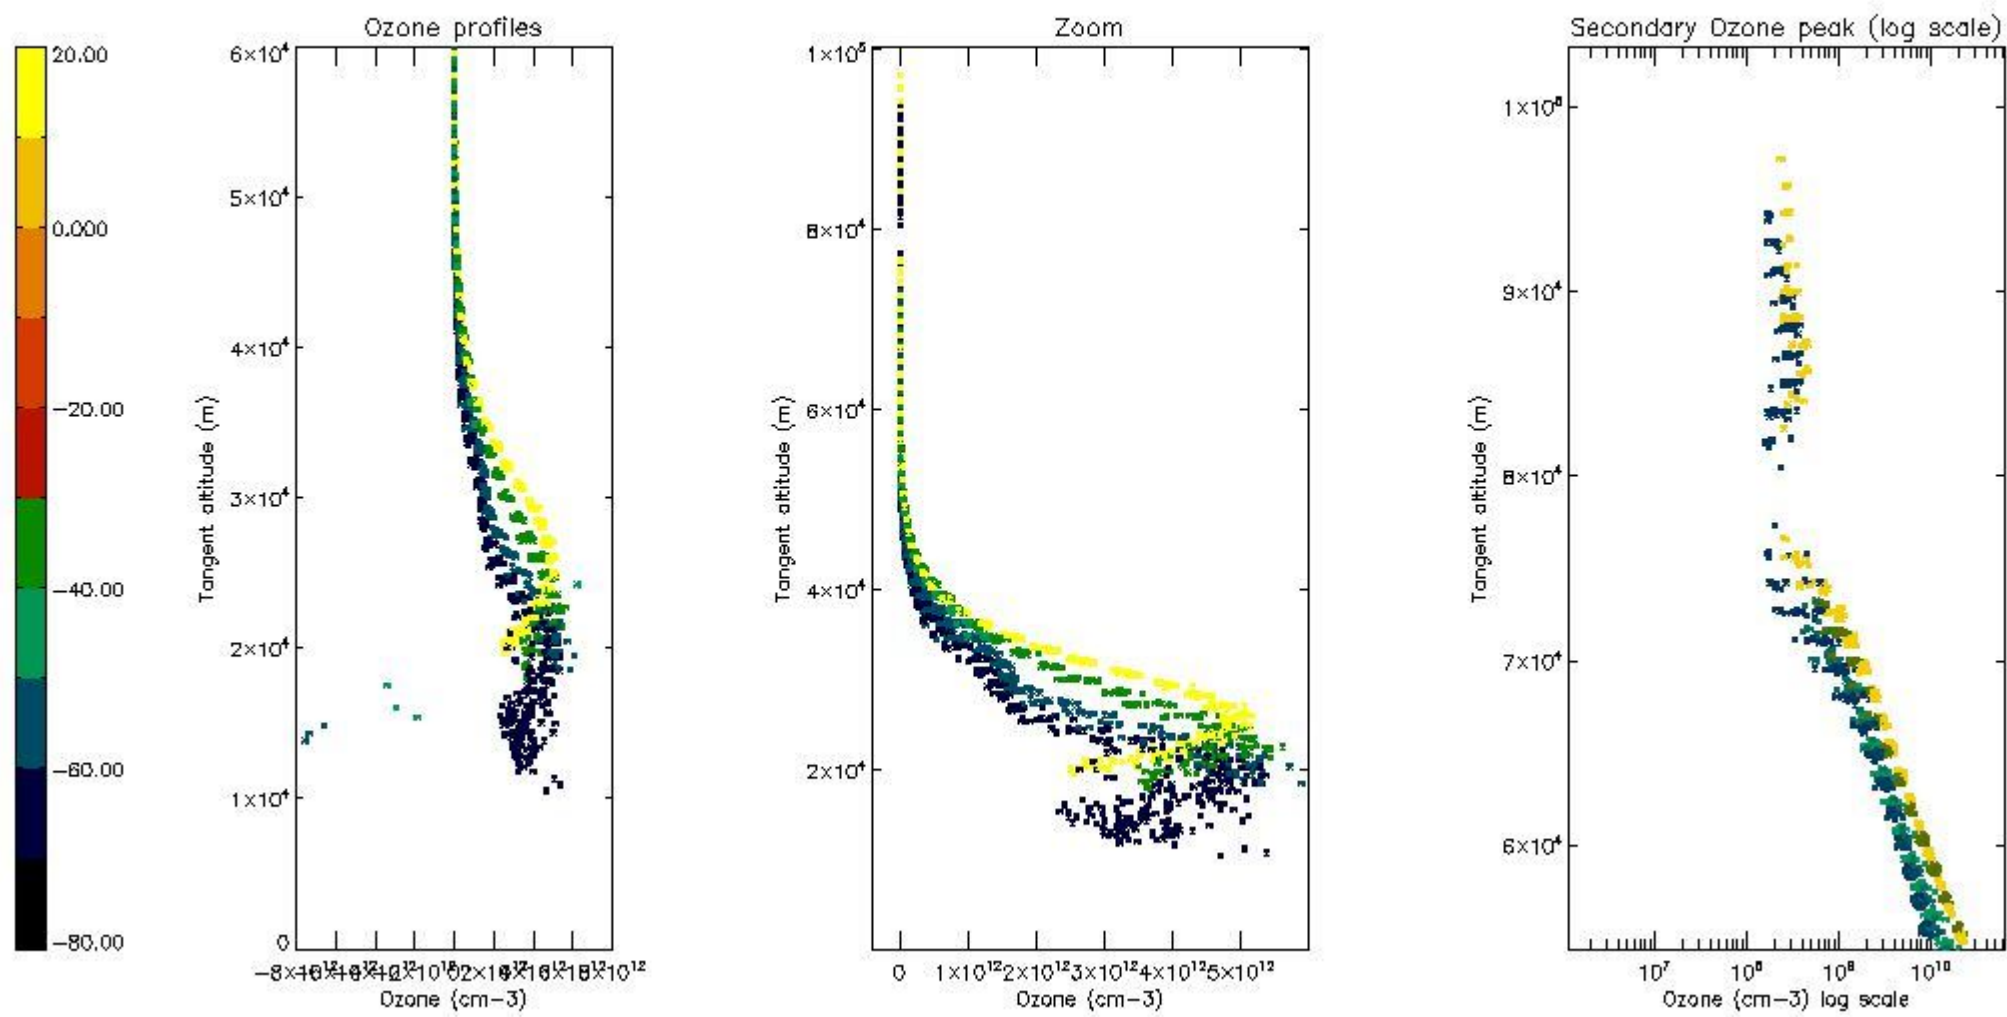 Ozone profiles
Zoom
Secondary Ozone peak (log scale)
20.00
0.000
−20.00
−40.00
−60.00
−80.00
6×10⁴
5×10⁴
4×10⁴
3×10⁴
2×10⁴
1×10⁴
0
Tangent altitude (m)
Ozone (cm−3)
1×10⁵
8×10⁴
6×10⁴
4×10⁴
2×10⁴
Tangent altitude (m)
0 1×10¹² 2×10¹² 3×10¹² 4×10¹² 5×10¹²
Ozone (cm−3)
9×10⁴
8×10⁴
7×10⁴
6×10⁴
Tangent altitude (m)
10⁷ 10⁸ 10⁹ 10¹⁰
Ozone (cm−3) log scale